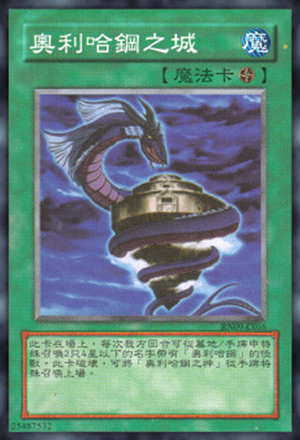 奧利哈鋼之城
魔
【魔法卡】
RN09-C016
此卡在場上,每次我方回合可從墓地/手牌中特
殊召喚2只4星以下的名字帶有「奧利哈鋼」的怪
獸,此卡破壞,可將「奧利哈鋼之神」從手牌特
殊召喚上場。
25487532